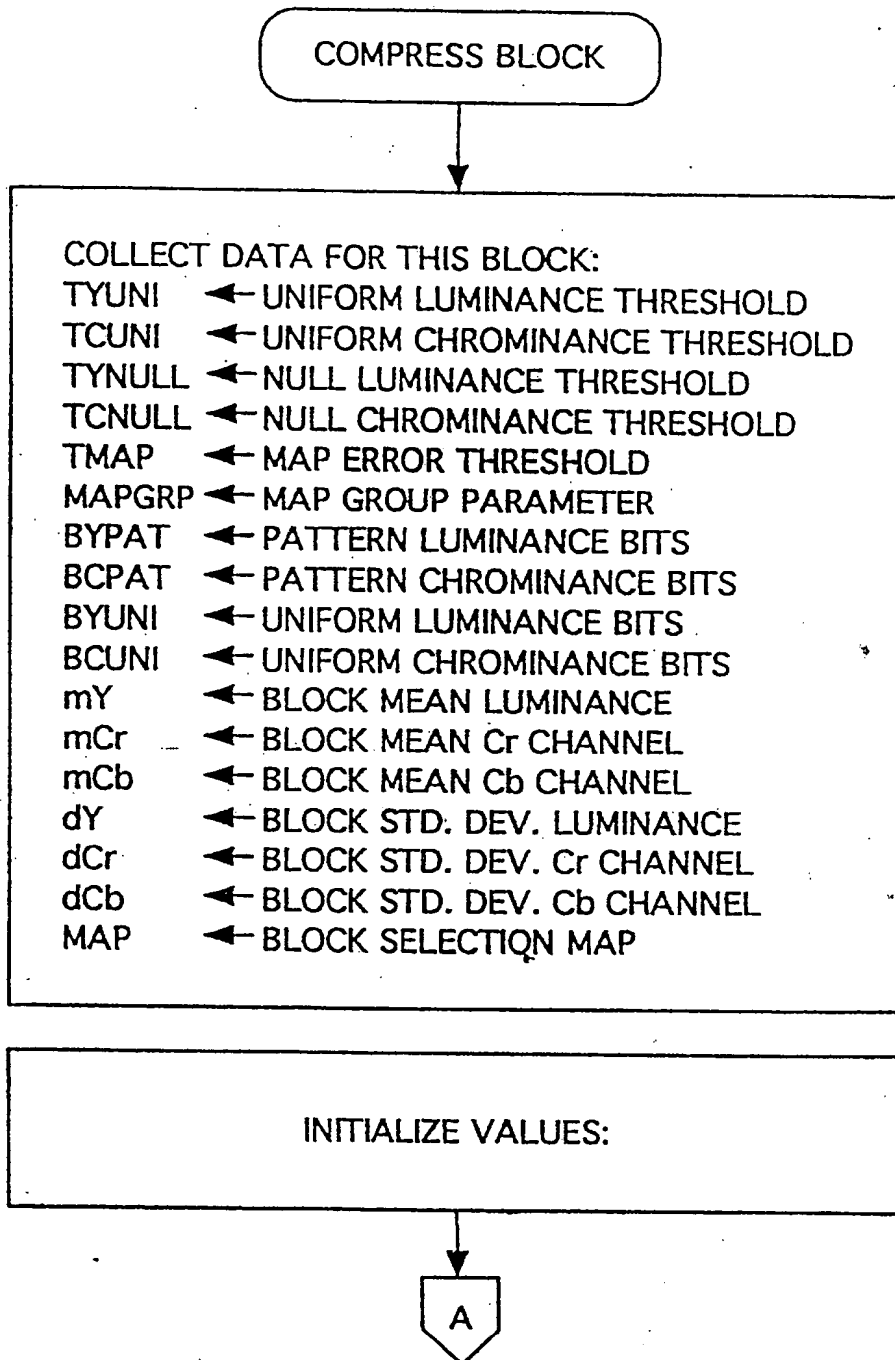 COMPRESS BLOCK
COLLECT DATA FOR THIS BLOCK:
TYUNI ← UNIFORM LUMINANCE THRESHOLD
TCUNI ← UNIFORM CHROMINANCE THRESHOLD
TYNULL ← NULL LUMINANCE THRESHOLD
TCNULL ← NULL CHROMINANCE THRESHOLD
TMAP ← MAP ERROR THRESHOLD
MAPGRP ← MAP GROUP PARAMETER
BYPAT ← PATTERN LUMINANCE BITS
BCPAT ← PATTERN CHROMINANCE BITS
BYUNI ← UNIFORM LUMINANCE BITS
BCUNI ← UNIFORM CHROMINANCE BITS
mY ← BLOCK MEAN LUMINANCE
mCr ← BLOCK MEAN Cr CHANNEL
mCb ← BLOCK MEAN Cb CHANNEL
dY ← BLOCK STD. DEV. LUMINANCE
dCr ← BLOCK STD. DEV. Cr CHANNEL
dCb ← BLOCK STD. DEV. Cb CHANNEL
MAP ← BLOCK SELECTION MAP
INITIALIZE VALUES:
A